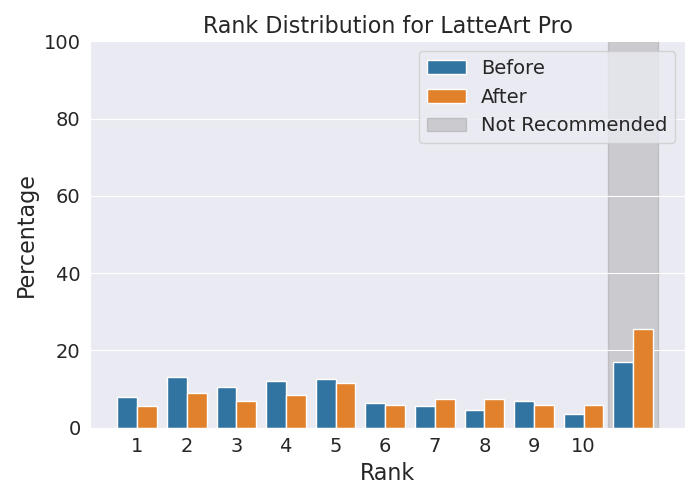 Rank Distribution for LatteArt Pro
100
80
60
40
20
0
Percentage
Before
After
Not Recommended
1 2 3 4 5 6 7 8 9 10
Rank